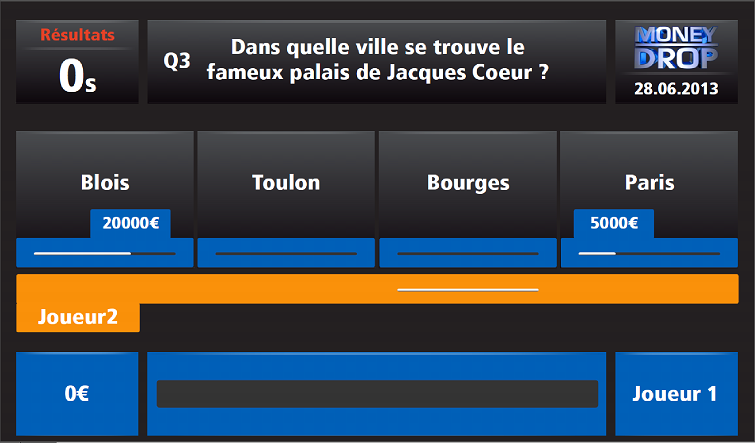 Résultats
0s
Q3
Dans quelle ville se trouve le
fameux palais de Jacques Coeur ?
MONEY
DROP
28.06.2013
Blois
Toulon
Bourges
Paris
20000€
5000€
Joueur2
0€
Joueur 1